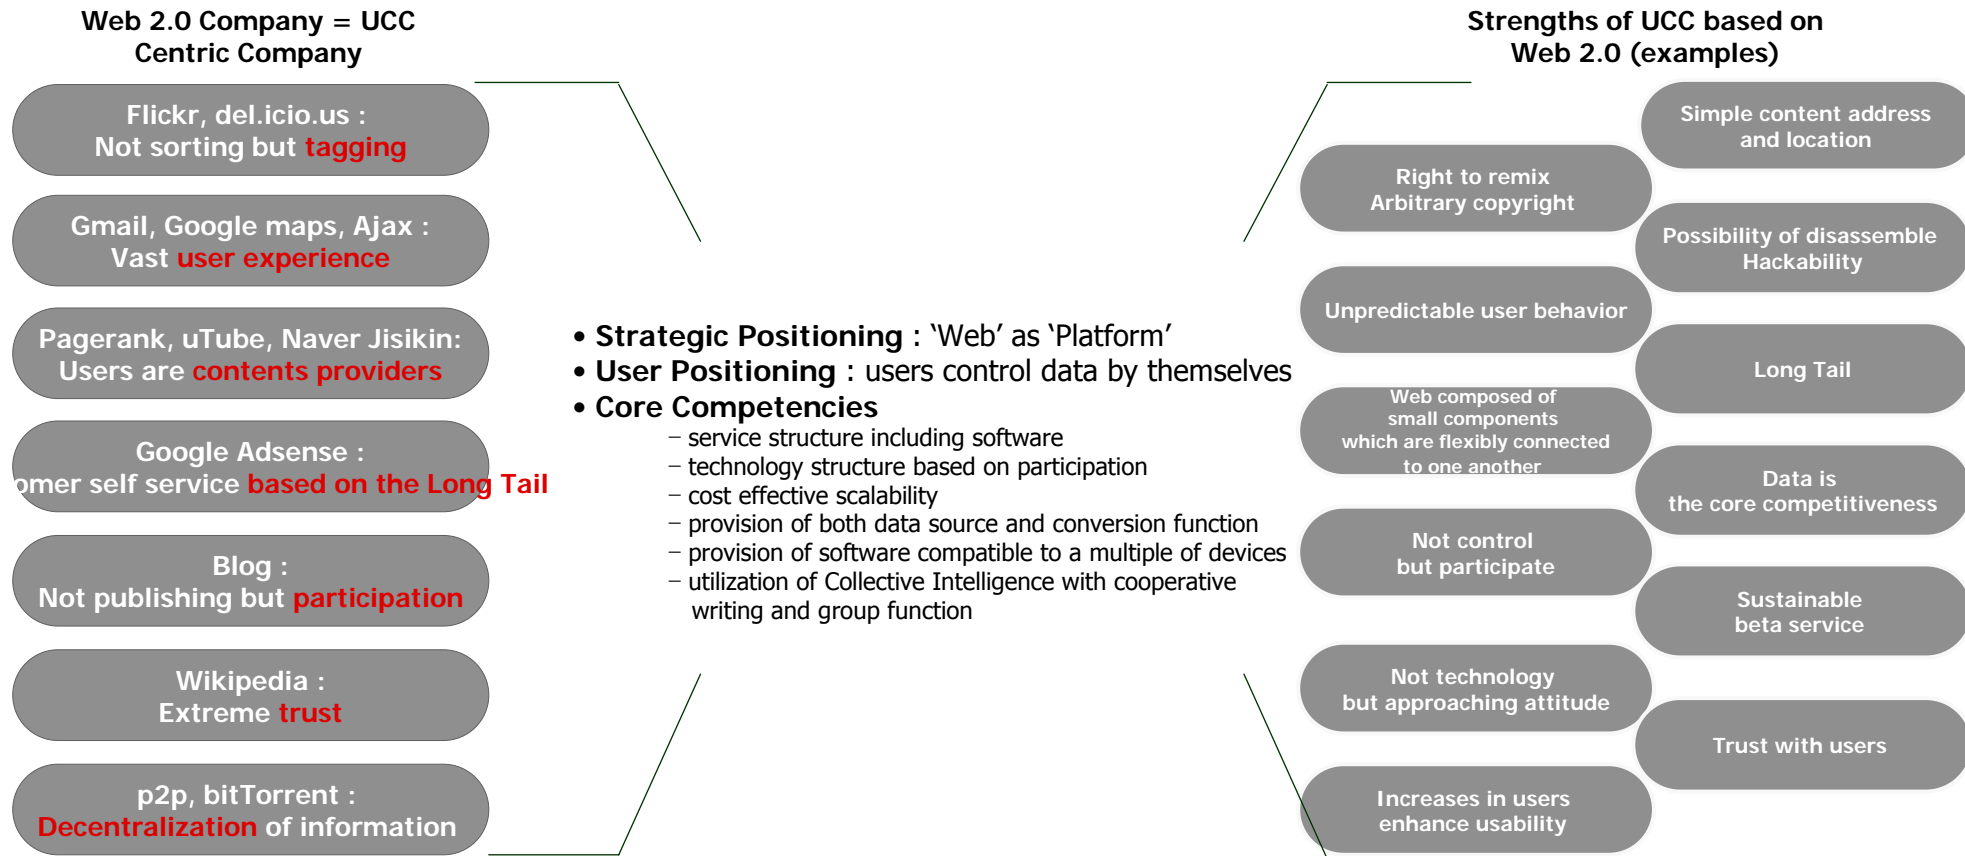 Web 2.0 Company = UCC
Centric Company
Flickr, del.icio.us :
Not sorting but tagging
Gmail, Google maps, Ajax :
Vast user experience
Pagerank, uTube, Naver Jisikin:
Users are contents providers
Google Adsense :
omer self service based on the Long Tail
Blog :
Not publishing but participation
Wikipedia :
Extreme trust
p2p, bitTorrent :
Decentralization of information
• Strategic Positioning : ‘Web’ as ‘Platform’
• User Positioning : users control data by themselves
• Core Competencies
– service structure including software
– technology structure based on participation
– cost effective scalability
– provision of both data source and conversion function
– provision of software compatible to a multiple of devices
– utilization of Collective Intelligence with cooperative
writing and group function
Strengths of UCC based on
Web 2.0 (examples)
Simple content address
and location
Right to remix
Arbitrary copyright
Possibility of disassemble
Hackability
Unpredictable user behavior
Long Tail
Web composed of
small components
which are flexibly connected
to one another
Data is
the core competitiveness
Not control
but participate
Sustainable
beta service
Not technology
but approaching attitude
Trust with users
Increases in users
enhance usability